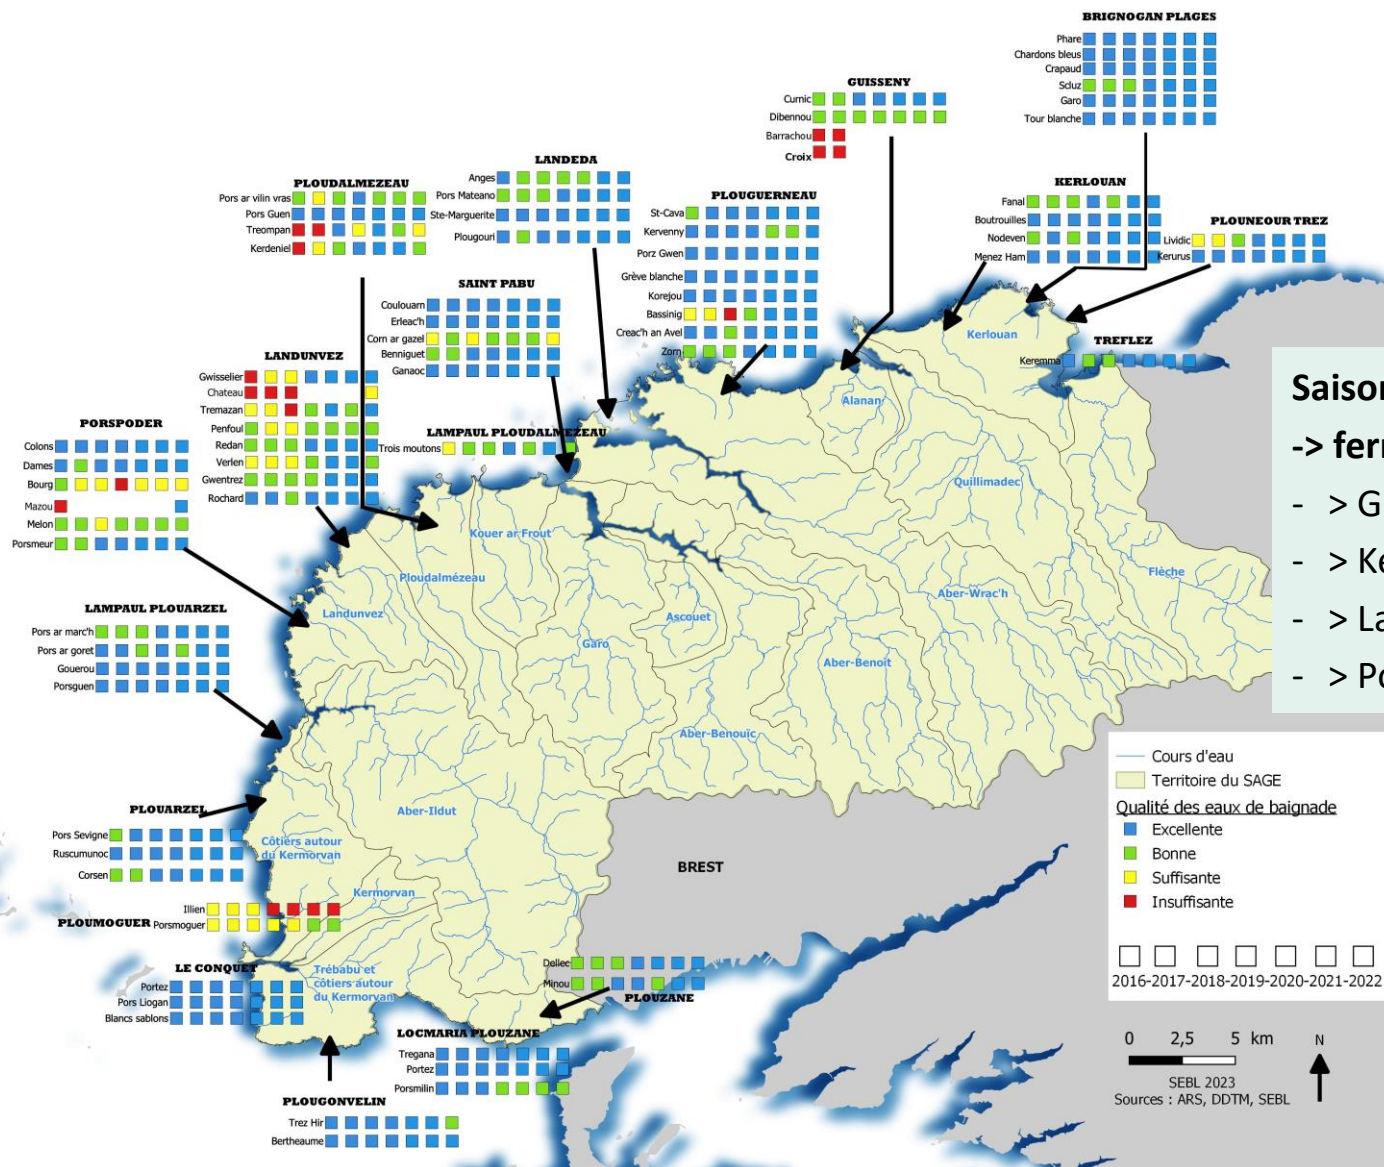 BRIGNOGAN PLAGES
Phare
Chardons bleus
Crapaud
Scluz
Garo
Tour blanche
GUISSENY
Curnic
Dibennou
Barrachou
Croix
LANDEDA
Anges
Pors Mateano
Ste-Marguerite
Plougouri
PLOUDALMEZEAU
Pors ar vilin vras
Pors Guen
Treompan
Kerdeniel
PLOUGUERNEAU
St-Cava
Kervenny
Porz Gwen
Grève blanche
Korejou
Bassinig
Creac'h an Avel
Zorn
KERLOUAN
Fanal
Boutrouilles
Nodeven
Menez Ham
PLOUNEOUR TREZ
Lividic
Kerurus
SAINT PABU
Coulouarn
Erleac'h
Corn ar gazel
Benniguet
Ganaoc
TREFLEZ
Keremma
LANDUNVEZ
Gwisselier
Chateau
Tremazan
Penfoul
Redan
Verlen
Gwentrez
Rochard
LAMPAUL PLOUDALMEZEAU
Trois moutons
PORSPODER
Colons
Dames
Bourg
Mazou
Melon
Porsmeur
LAMPAUL PLOUARZEL
Pors ar marc'h
Pors ar goret
Gouerou
Porsguen
PLOUARZEL
Pors Sevigne
Ruscumunoc
Corsen
PLOUMOGUER
Illien
Porsmoguer
LE CONQUET
Portez
Pors Liogan
Blancs sablons
PLOUGONVELIN
Trez Hir
Bertheaume
LOCMARIA PLOUZANE
Tregana
Portez
Porsmilin
PLOUZANE
Dellec
Minou
Kerlouan
Alanan
Quillimadec
Flèche
Kouer ar Frout
Ploudalmézeau
Landunvez
Garo
Ascouet
Aber-Wrac'h
Aber-Benoît
Aber-Benouïc
Aber-Ildut
Côtiers autour
du Kermorvan
Kermorvan
Trébabu et
côtiers autour
du Kermorvan
BREST
Saison
-> ferr
- > G
- > Ke
- > La
- > Po
Cours d'eau
Territoire du SAGE
Qualité des eaux de baignade
Excellente
Bonne
Suffisante
Insuffisante
2016-2017-2018-2019-2020-2021-2022
0 2,5 5 km
N
SEBL 2023
Sources : ARS, DDTM, SEBL